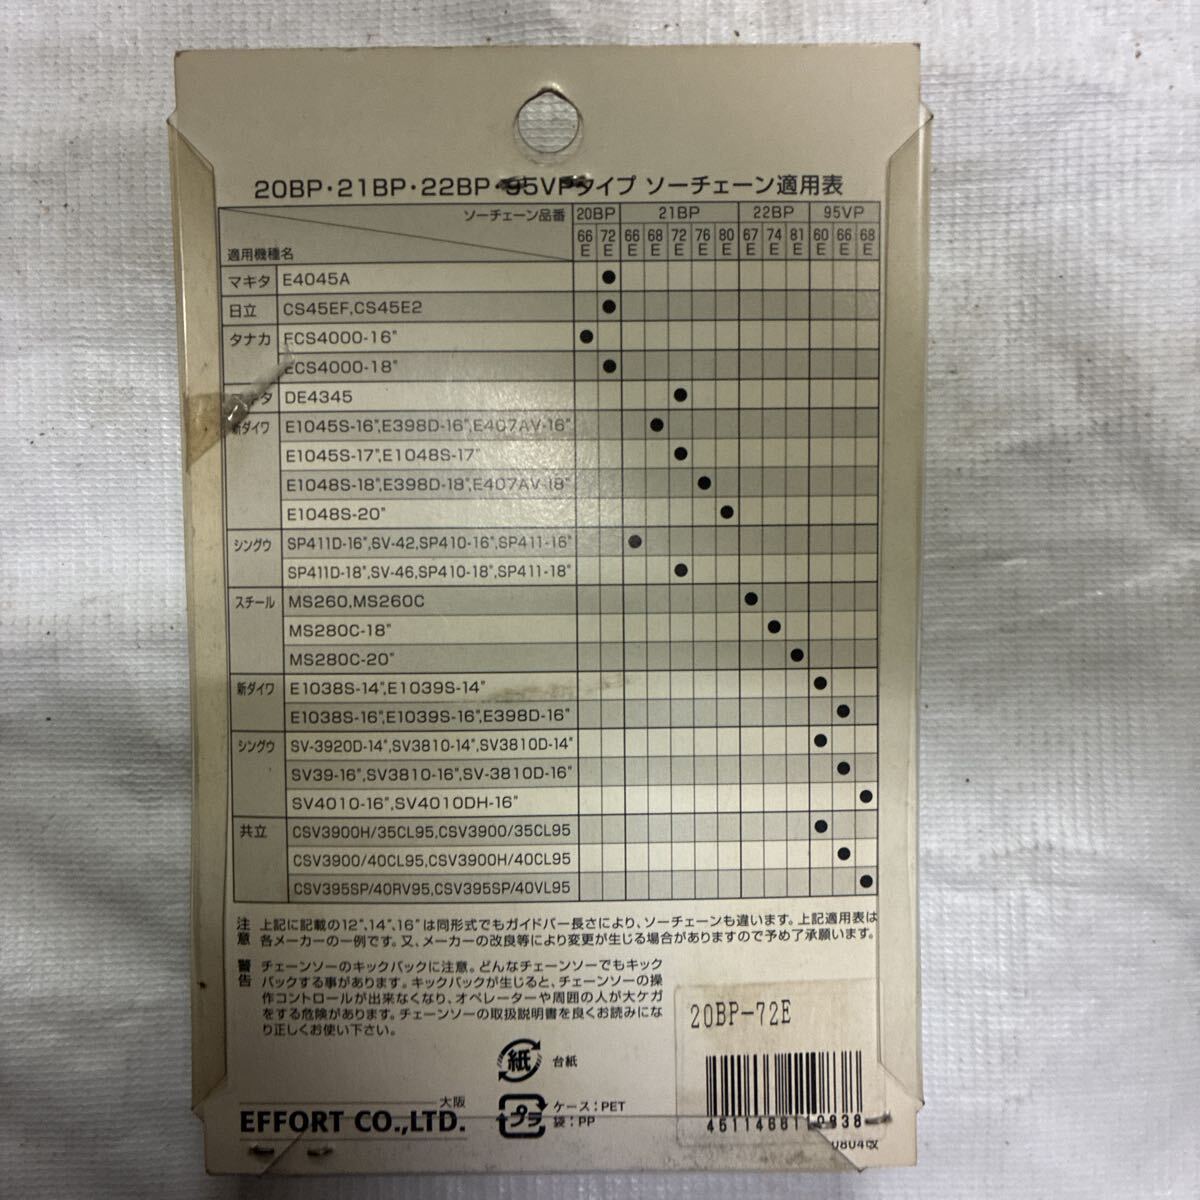 20BP・21BP・22BP・95VPタイプ ソーチェーン適用表
ソーチェーン品番 20BP 21BP 22BP 95VP
適用機種名 66E 72E 66E 68E 72E 76E 80E 67E 74E 81E 60E 66E 68E
マキタ E4045A ●
日立 CS45EF,CS45E2 ●
タナカ ECS4000-16" ●
ECS4000-18" ●
DE4345 ●
新ダイワ E1045S-16",E398D-16",E407AV-16" ●
E1045S-17",E1048S-17" ●
E1048S-18",E398D-18",E407AV-18" ●
E1048S-20" ●
シングウ SP411D-16",SV-42,SP410-16",SP411-16" ●
SP411D-18",SV-46,SP410-18",SP411-18" ●
スチール MS260,MS260C ●
MS280C-18" ●
MS280C-20" ●
新ダイワ E1038S-14",E1039S-14" ●
E1038S-16",E1039S-16",E398D-16" ●
シングウ SV-3920D-14",SV3810-14",SV3810D-14" ●
SV39-16",SV3810-16",SV-3810D-16" ●
SV4010-16",SV4010DH-16" ●
共立 CSV3900H/35CL95,CSV3900/35CL95 ●
CSV3900/40CL95,CSV3900H/40CL95 ●
CSV395SP/40RV95,CSV395SP/40VL95 ●
注意 上記に記載の12",14",16"は同形式でもガイドバー長さにより、ソーチェーンも違います。上記適用表は
各メーカーの一例です。又、メーカーの改良等により変更が生じる場合がありますので予め了承願います。
警告 チェーンソーのキックバックに注意。どんなチェーンソーでもキック
バックする事があります。キックバックが生じると、チェーンソーの操
作コントロールが出来なくなり、オペレーターや周囲の人が大ケガ
をする危険があります。チェーンソーの取扱説明書を良くお読みにな
り正しくお使い下さい。
20BP-72E
紙 台紙
大阪
EFFORT CO.,LTD.
プラ ケース:PET
袋:PP